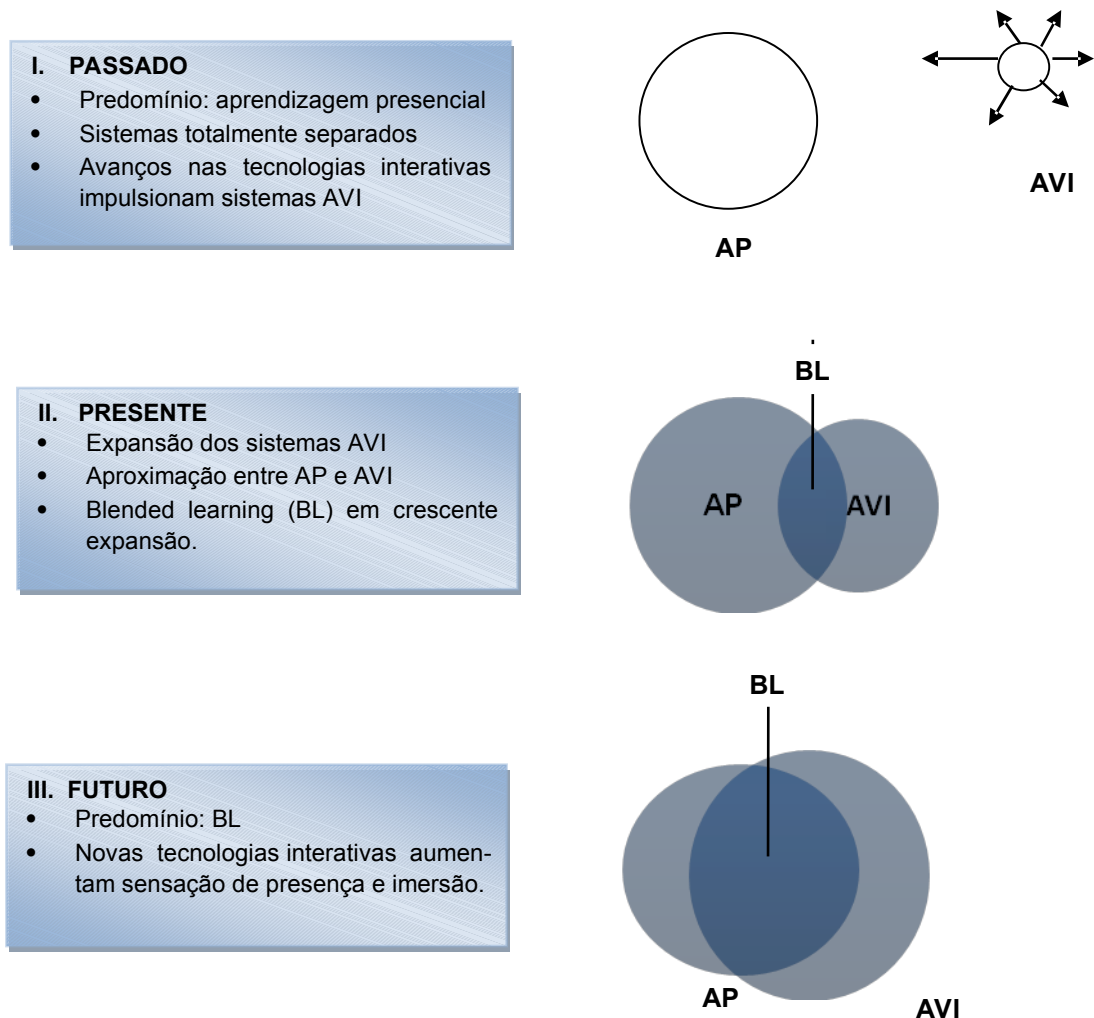 I. PASSADO
• Predomínio: aprendizagem presencial
• Sistemas totalmente separados
• Avanços nas tecnologias interativas
impulsionam sistemas AVI
AP
AVI
II. PRESENTE
• Expansão dos sistemas AVI
• Aproximação entre AP e AVI
• Blended learning (BL) em crescente
expansão.
BL
AP
AVI
III. FUTURO
• Predomínio: BL
• Novas tecnologias interativas aumen-
tam sensação de presença e imersão.
BL
AP
AVI